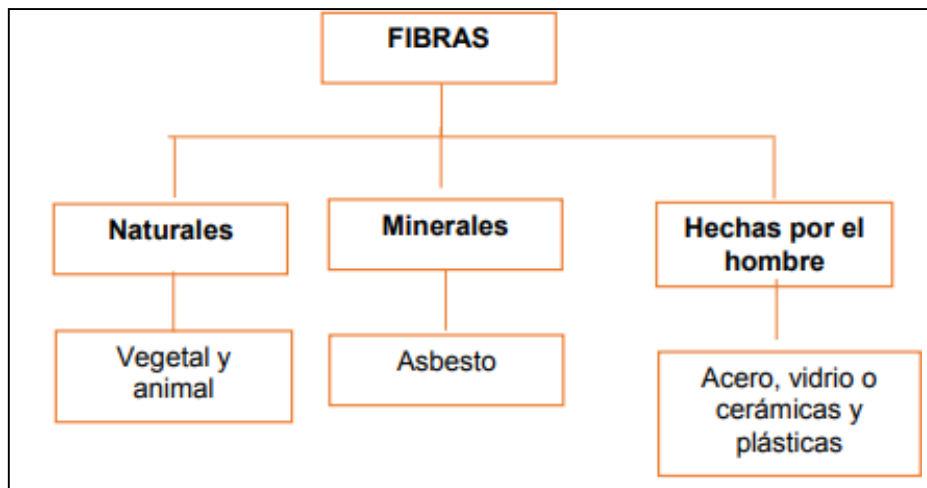 FIBRAS
Naturales
Minerales
Hechas por el
hombre
Vegetal y
animal
Asbesto
Acero, vidrio o
cerámicas y
plásticas